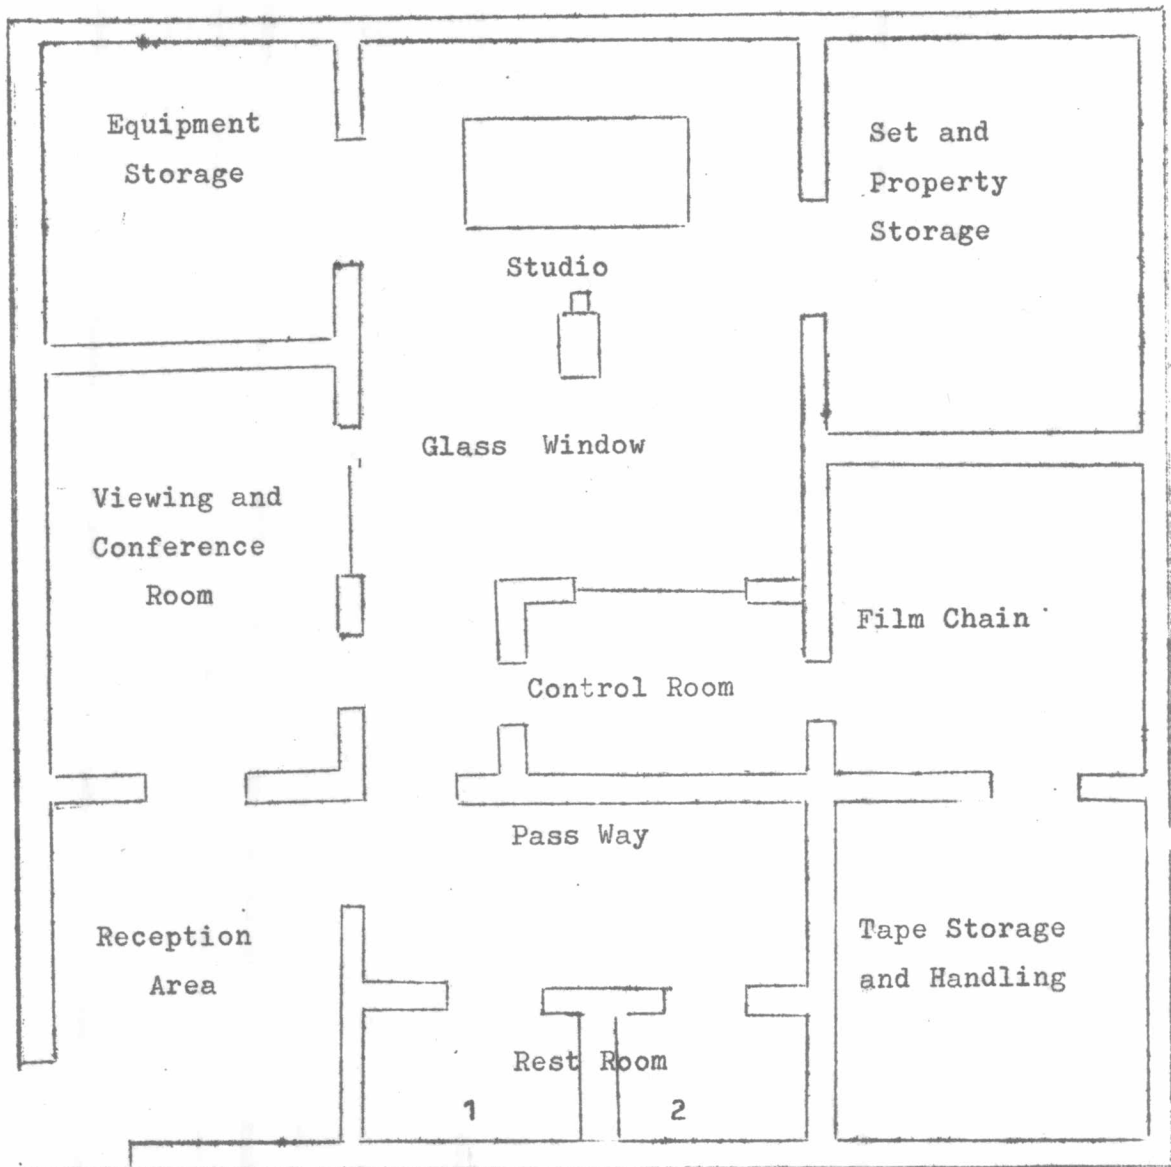 Equipment
Storage
Set and
Property
Storage
Studio
Glass Window
Viewing and
Conference
Room
Film Chain
Control Room
Pass Way
Reception
Area
Tape Storage
and Handling
Rest Room
1
2